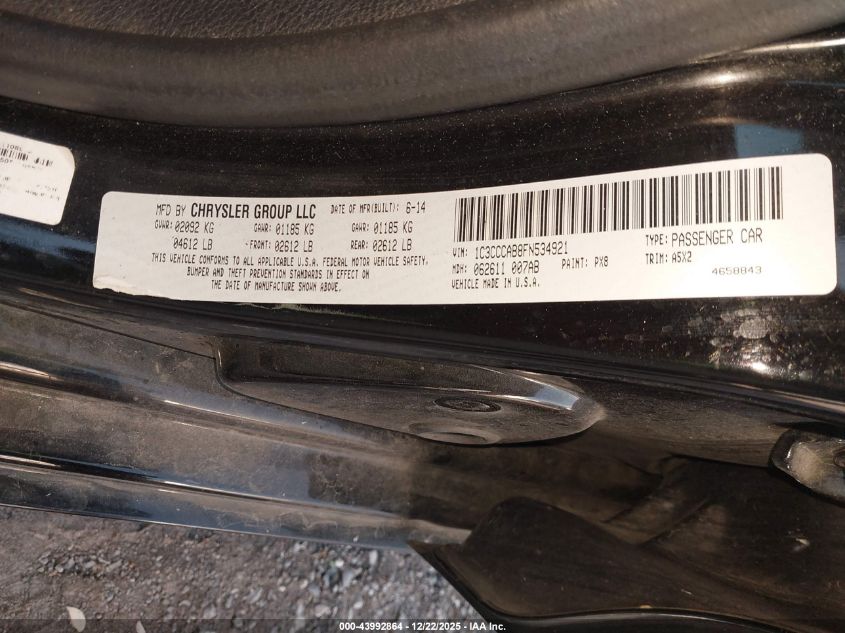 MFD BY CHRYSLER GROUP LLC DATE OF MFR(BUILT): 6-14
GVWR: 02092 KG GAWR: 01185 KG GAWR: 01185 KG
04612 LB -FRONT: 02612 LB REAR: 02612 LB
THIS VEHICLE CONFORMS TO ALL APPLICABLE U.S.A. FEDERAL MOTOR VEHICLE SAFETY,
BUMPER AND THEFT PREVENTION STANDARDS IN EFFECT ON
THE DATE OF MANUFACTURE SHOWN ABOVE.
VIN: 1C3CCCAB8FN534921 TYPE: PASSENGER CAR
MDH: 062611 007AB PAINT: PX8 TRIM: A5X2
VEHICLE MADE IN U.S.A. 4658843
000-43992864 - 12/22/2025 - IAA Inc.